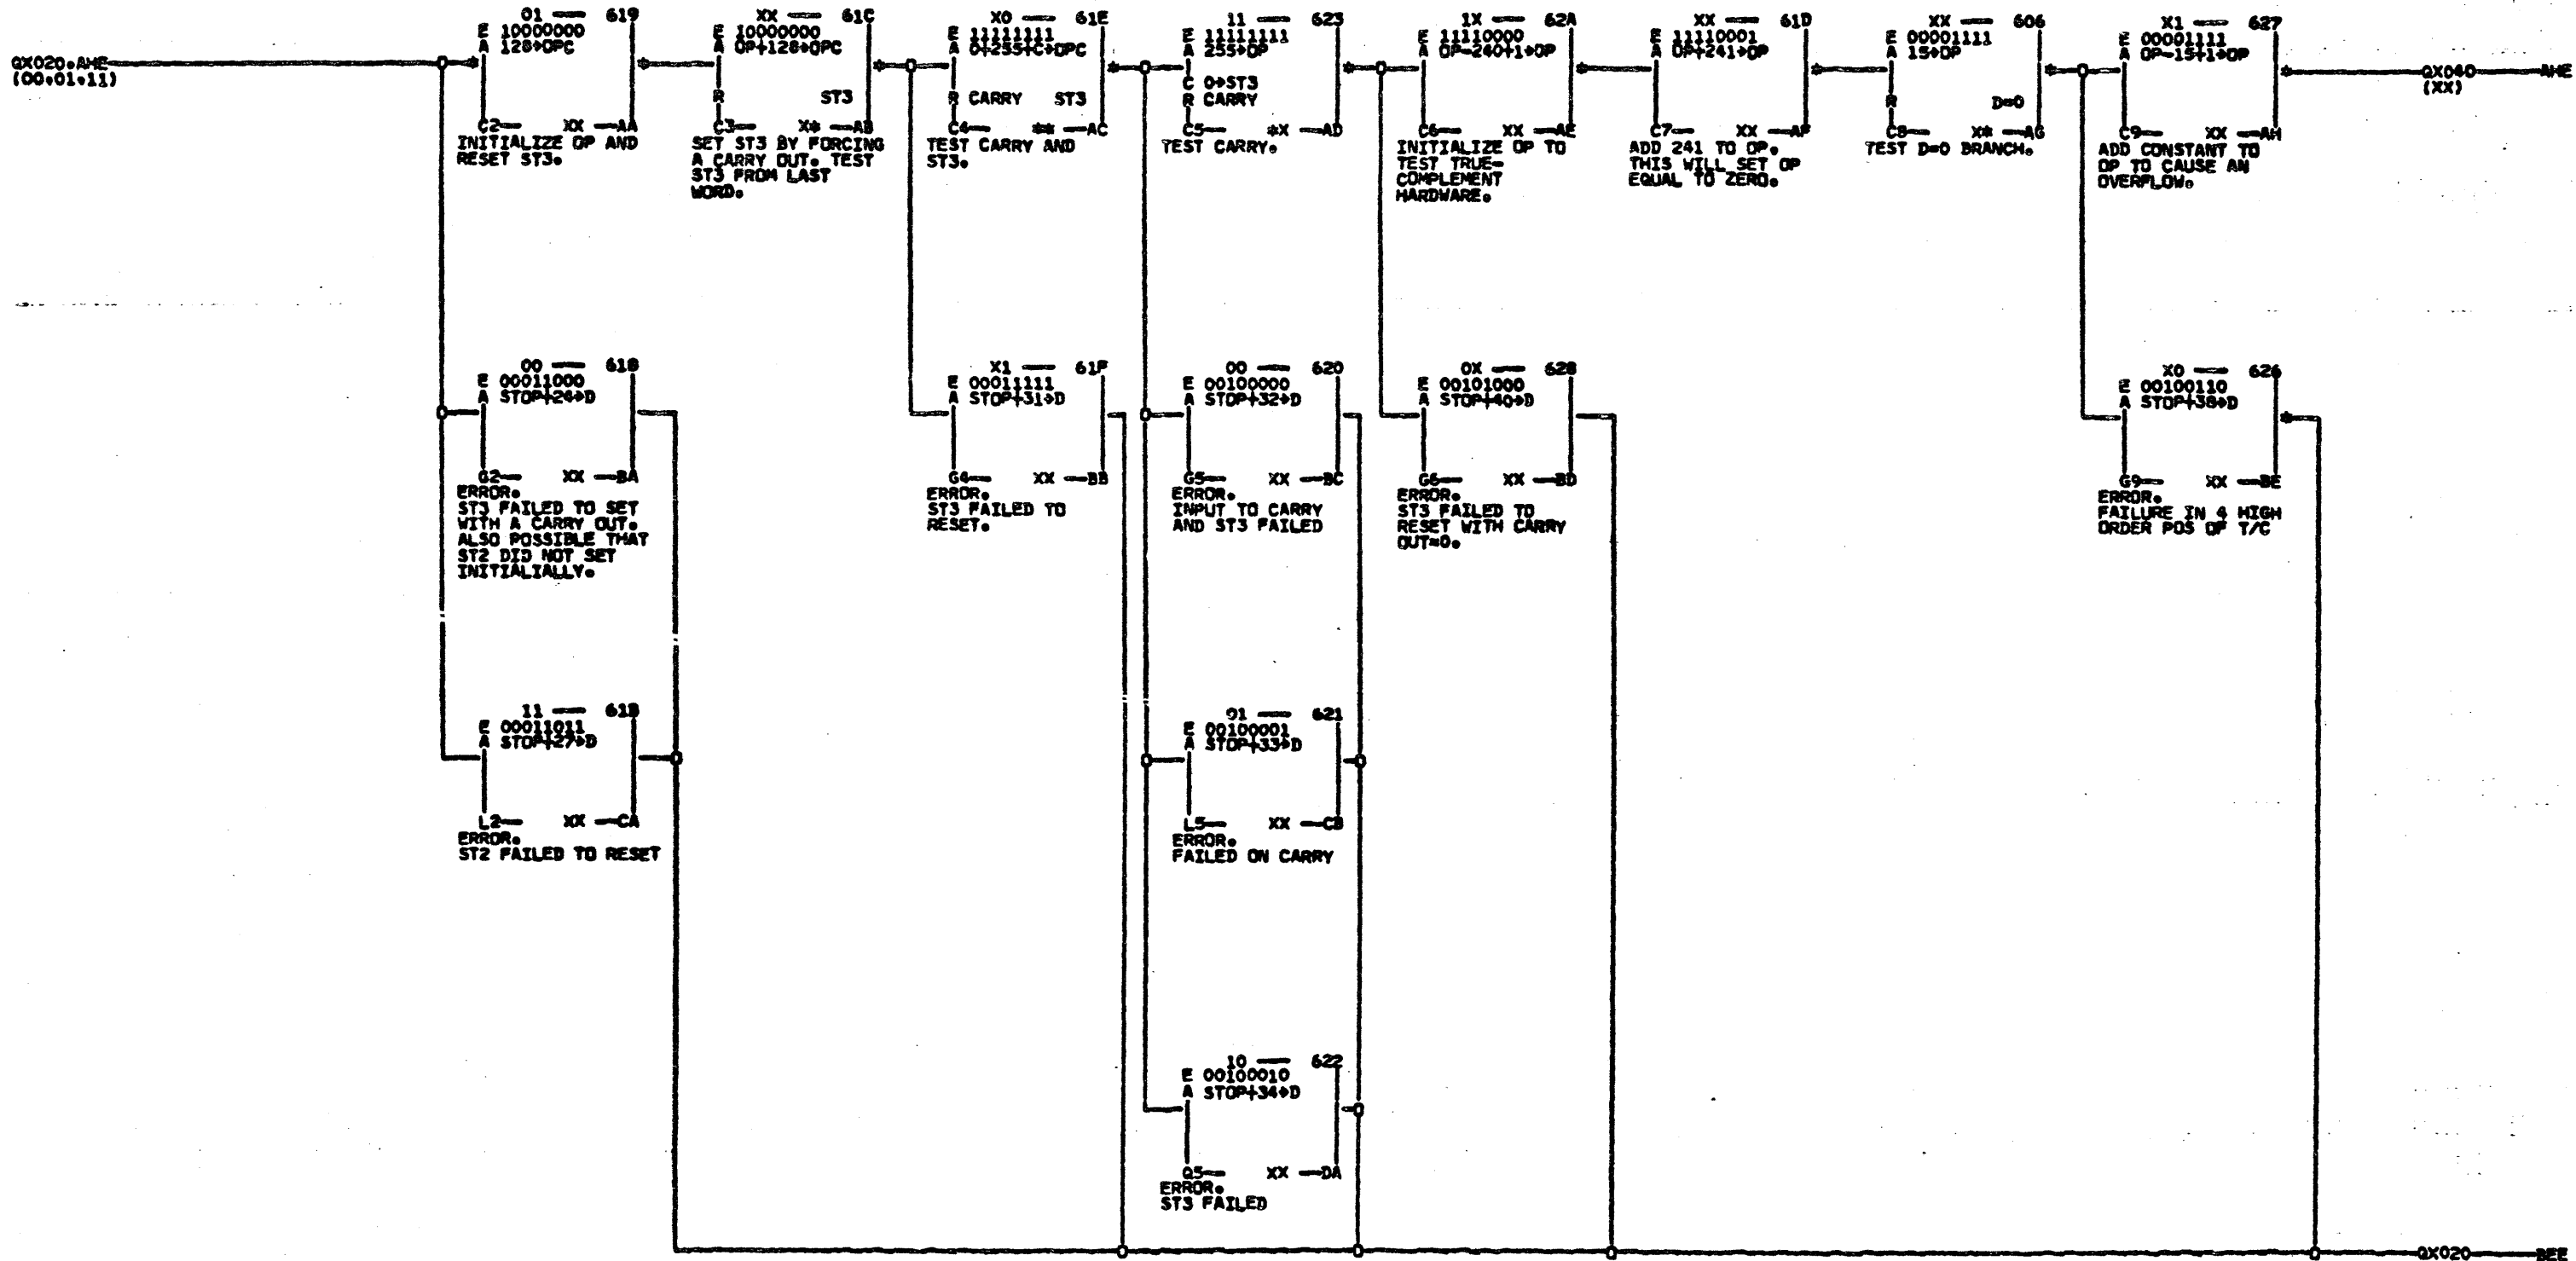 QX020.AHE
(00,01,11)
01 — 619
E 10000000
A 128→OPC
C2— XX —AA
INITIALIZE OP AND
RESET ST3.
XX — 61C
E 10000000
A OP+128→OPC
R ST3
C3— X* —AB
SET ST3 BY FORCING
A CARRY OUT. TEST
ST3 FROM LAST
WORD.
X0 — 61E
E 11111111
A 0+255+C→OPC
R CARRY ST3
C4— ** —AC
TEST CARRY AND
ST3.
11 — 623
E 11111111
A 255→OP
C 0→ST3
R CARRY
C5— *X —AD
TEST CARRY.
1X — 62A
E 11110000
A OP-240+1→OP
C6— XX —AE
INITIALIZE OP TO
TEST TRUE-
COMPLEMENT
HARDWARE.
XX — 61D
E 11110001
A OP+241→OP
C7— XX —AF
ADD 241 TO OP.
THIS WILL SET OP
EQUAL TO ZERO.
XX — 606
E 00001111
A 15→OP
R D=0
C8— X* —AG
TEST D=0 BRANCH.
X1 — 627
E 00001111
A OP-15+1→OP
C9— XX —AH
ADD CONSTANT TO
OP TO CAUSE AN
OVERFLOW.
QX040 — AHE
(XX)
00 — 618
E 00011000
A STOP+24→D
G2— XX —BA
ERROR.
ST3 FAILED TO SET
WITH A CARRY OUT.
ALSO POSSIBLE THAT
ST2 DID NOT SET
INITIALIALLY.
X1 — 61F
E 00011111
A STOP+31→D
G4— XX —BB
ERROR.
ST3 FAILED TO
RESET.
00 — 620
E 00100000
A STOP+32→D
G5— XX —BC
ERROR.
INPUT TO CARRY
AND ST3 FAILED
0X — 628
E 00101000
A STOP+40→D
G6— XX —BD
ERROR.
ST3 FAILED TO
RESET WITH CARRY
OUT=0.
X0 — 626
E 00100110
A STOP+38→D
G9— XX —BE
ERROR.
FAILURE IN 4 HIGH
ORDER POS OF T/C
11 — 61B
E 00011011
A STOP+27→D
L2— XX —CA
ERROR.
ST2 FAILED TO RESET
01 — 621
E 00100001
A STOP+33→D
L5— XX —CB
ERROR.
FAILED ON CARRY
10 — 622
E 00100010
A STOP+34→D
Q5— XX —DA
ERROR.
ST3 FAILED
QX020 — BEE